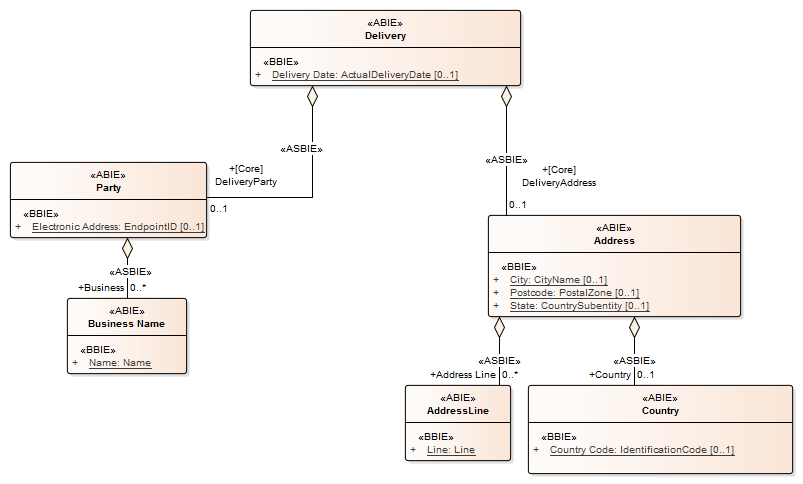 «ABIE»
Delivery
«BBIE»
+ Delivery Date: ActualDeliveryDate [0..1]
«ASBIE»
+[Core]
DeliveryParty
0..1
«ASBIE»
+[Core]
DeliveryAddress
0..1
«ABIE»
Party
«BBIE»
+ Electronic Address: EndpointID [0..1]
«ASBIE»
+Business 0..*
«ABIE»
Business Name
«BBIE»
+ Name: Name
«ABIE»
Address
«BBIE»
+ City: CityName [0..1]
+ Postcode: PostalZone [0..1]
+ State: CountrySubentity [0..1]
«ASBIE»
+Address Line 0..*
«ASBIE»
+Country 0..1
«ABIE»
AddressLine
«BBIE»
+ Line: Line
«ABIE»
Country
«BBIE»
+ Country Code: IdentificationCode [0..1]